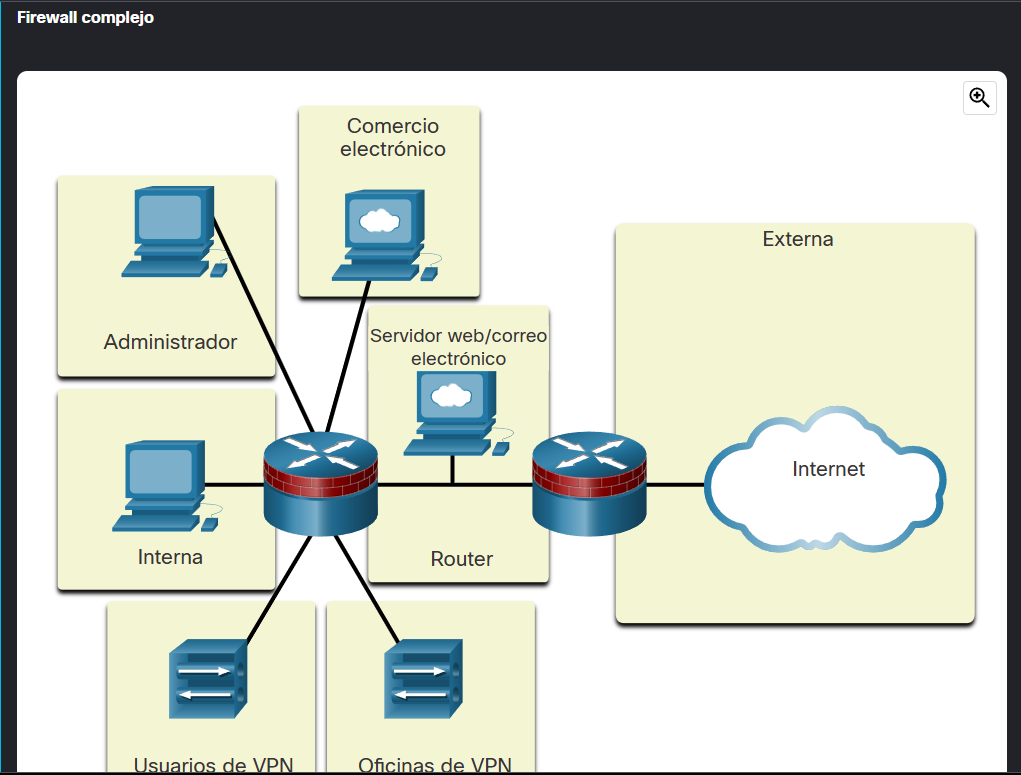 Firewall complejo
Comercio
electrónico
Administrador
Servidor web/correo
electrónico
Externa
Internet
Interna
Router
Usuarios de VPN
Oficinas de VPN